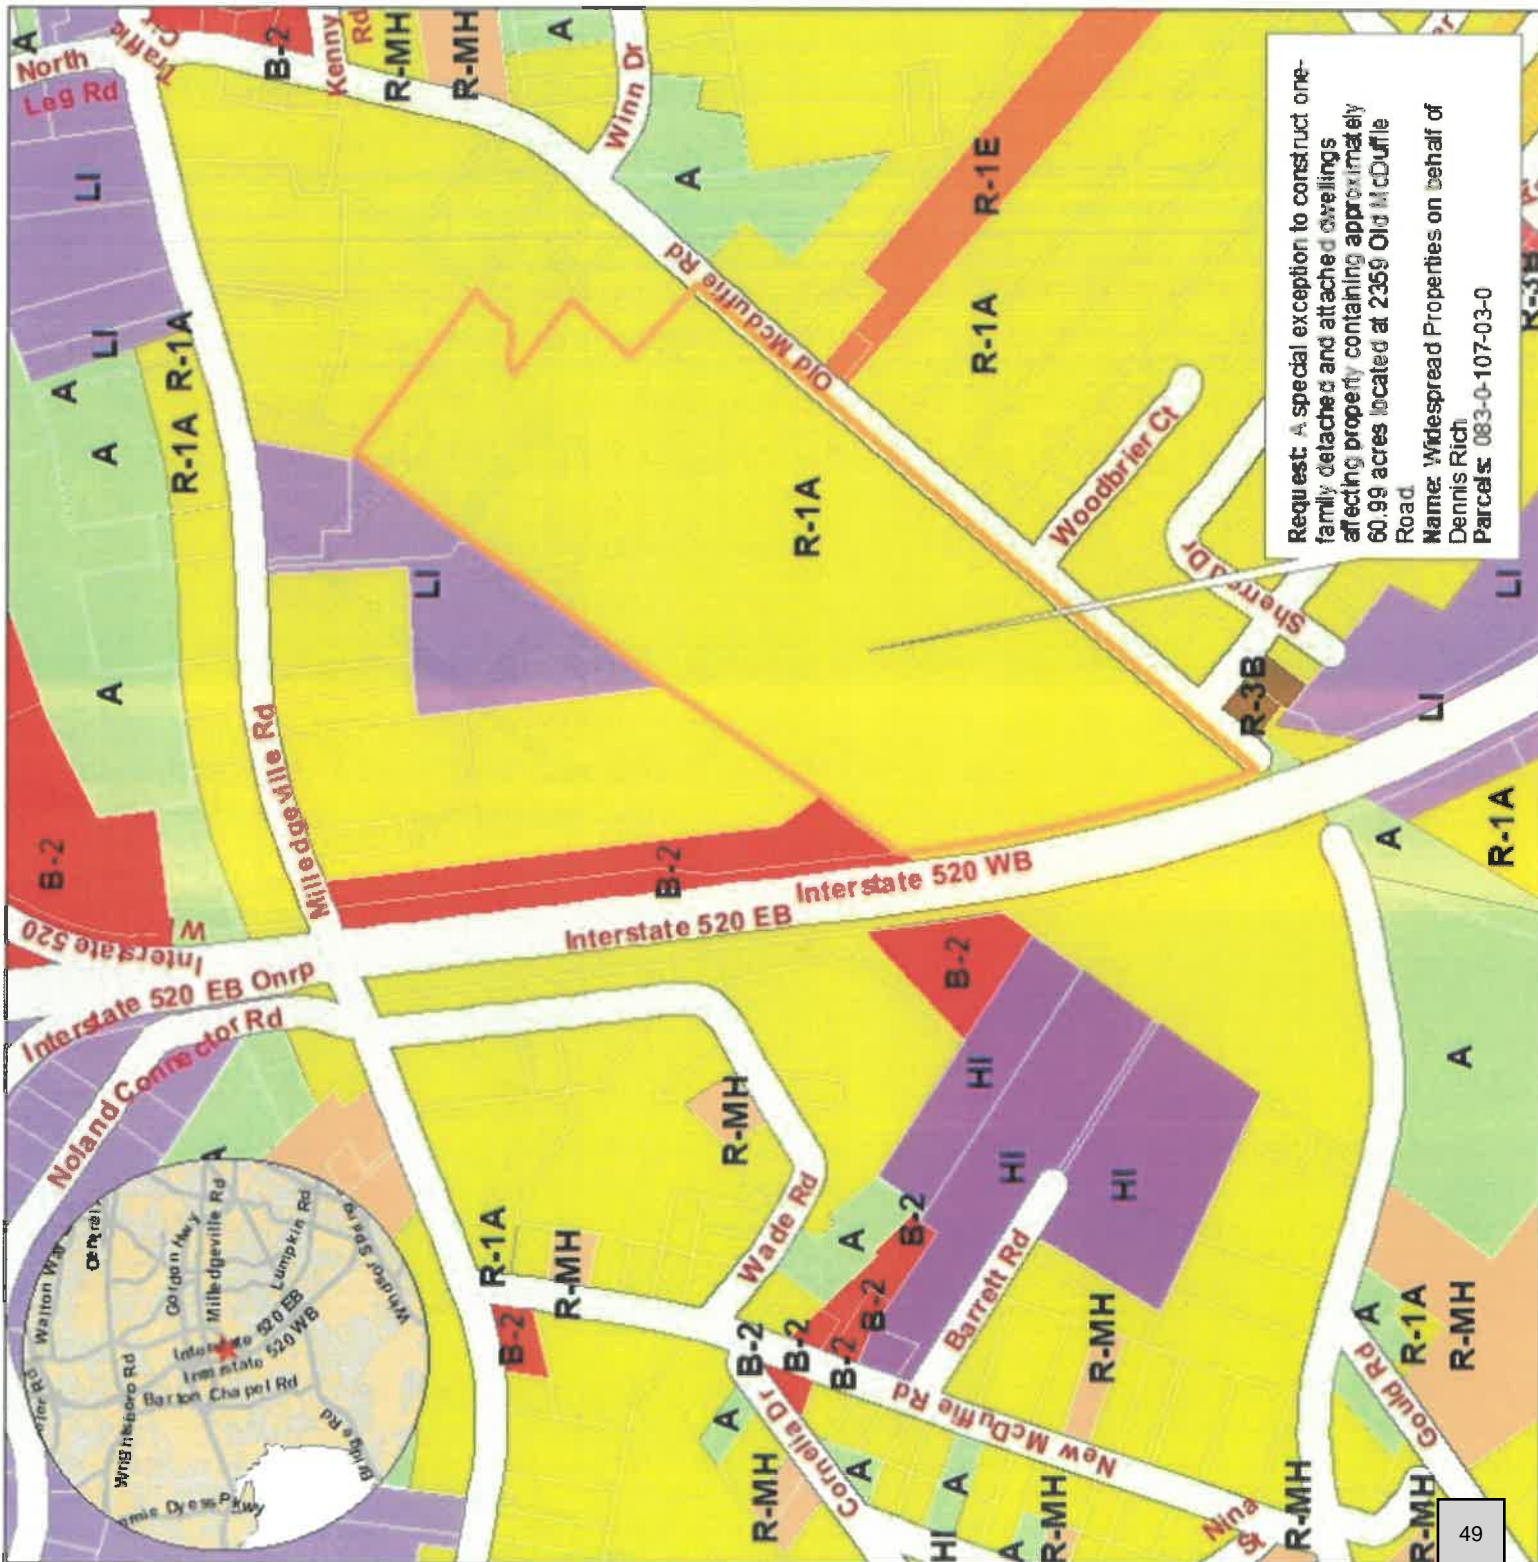 Request: A special exception to construct one-
family detached and attached dwellings
affecting property containing approximately
60.99 acres located at 2359 Old McDuffie
Road.
Name: Widespread Properties on behalf of
Dennis Rich
Parcels: 083-0-107-03-0
A
North
Leg Rd
Traffic
Cir
B-2
Kenny
Rd
R-MH
R-MH
A
Winn Dr
LI
A
R-1E
LI
R-1A
A
A
R-1A
Old Mcduffie Rd
R-1A
Woodbrier Ct
LI
R-1A
Sherrod Dr
LI
R-3B
A
Milledgeville Rd
R-3B
LI
B-2
B-2
A
R-1A
Interstate 520
W
Interstate 520 EB
Interstate 520 WB
Interstate 520 EB Onrp
Noland Connector Rd
B-2
HI
A
R-MH
HI
HI
A
Wade Rd
A
B-2
R-1A
R-MH
B-2
Barrett Rd
B-2
B-2
B-2
B-2
R-MH
A
R-1A
R-MH
Cornelia Dr
New McDuffie Rd
Gould Rd
A
R-MH
A
A
HI
A
R-MH
Nina
St
R-MH
R-MH
Walton Way
Gordon Hwy
Milledgeville Rd
Lumpkin Rd
Wrightsboro Rd
Interstate 520 EB
Interstate 520 WB
Barton Chapel Rd
Bridge Rd
49